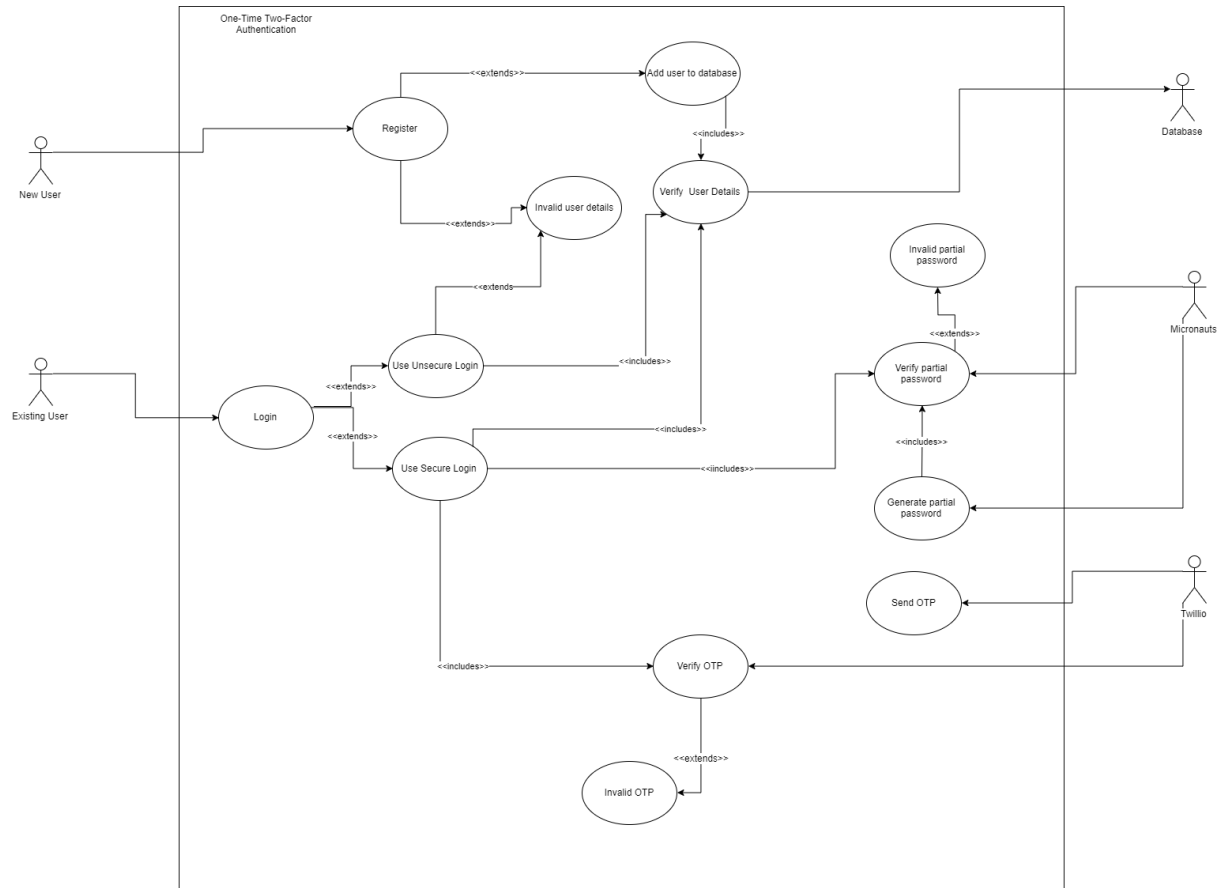 One-Time Two-Factor
Authentication
<<extends>>
Add user to database
Register
<<includes>>
Database
New User
Verify  User Details
Invalid user details
<<extends>>
Invalid partial
password
<<extends
Micronauts
<<extends>>
<<includes>>
Use Unsecure Login
Verify partial
password
<<extends>>
Existing User
Login
<<extends>>
<<includes>>
<<includes>>
Use Secure Login
<<iincludes>>
Generate partial
password
Send OTP
Twillio
<<includes>>
Verify OTP
<<extends>>
Invalid OTP